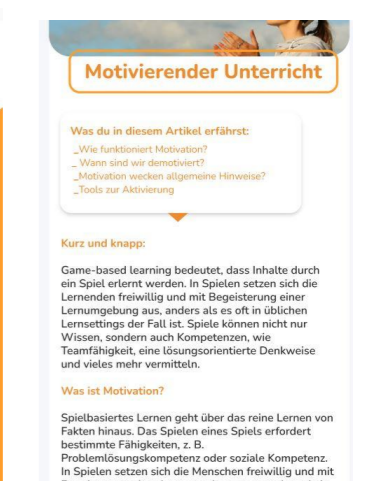 Motivierender Unterricht
Was du in diesem Artikel erfährst:
_Wie funktioniert Motivation?
_ Wann sind wir demotiviert?
_Motivation wecken allgemeine Hinweise?
_Tools zur Aktivierung
Kurz und knapp:
Game-based learning bedeutet, dass Inhalte durch
ein Spiel erlernt werden. In Spielen setzen sich die
Lernenden freiwillig und mit Begeisterung einer
Lernumgebung aus, anders als es oft in üblichen
Lernsettings der Fall ist. Spiele können nicht nur
Wissen, sondern auch Kompetenzen, wie
Teamfähigkeit, eine lösungsorientierte Denkweise
und vieles mehr vermitteln.
Was ist Motivation?
Spielbasiertes Lernen geht über das reine Lernen von
Fakten hinaus. Das Spielen eines Spiels erfordert
bestimmte Fähigkeiten, z. B.
Problemlösungskompetenz oder soziale Kompetenz.
In Spielen setzen sich die Menschen freiwillig und mit